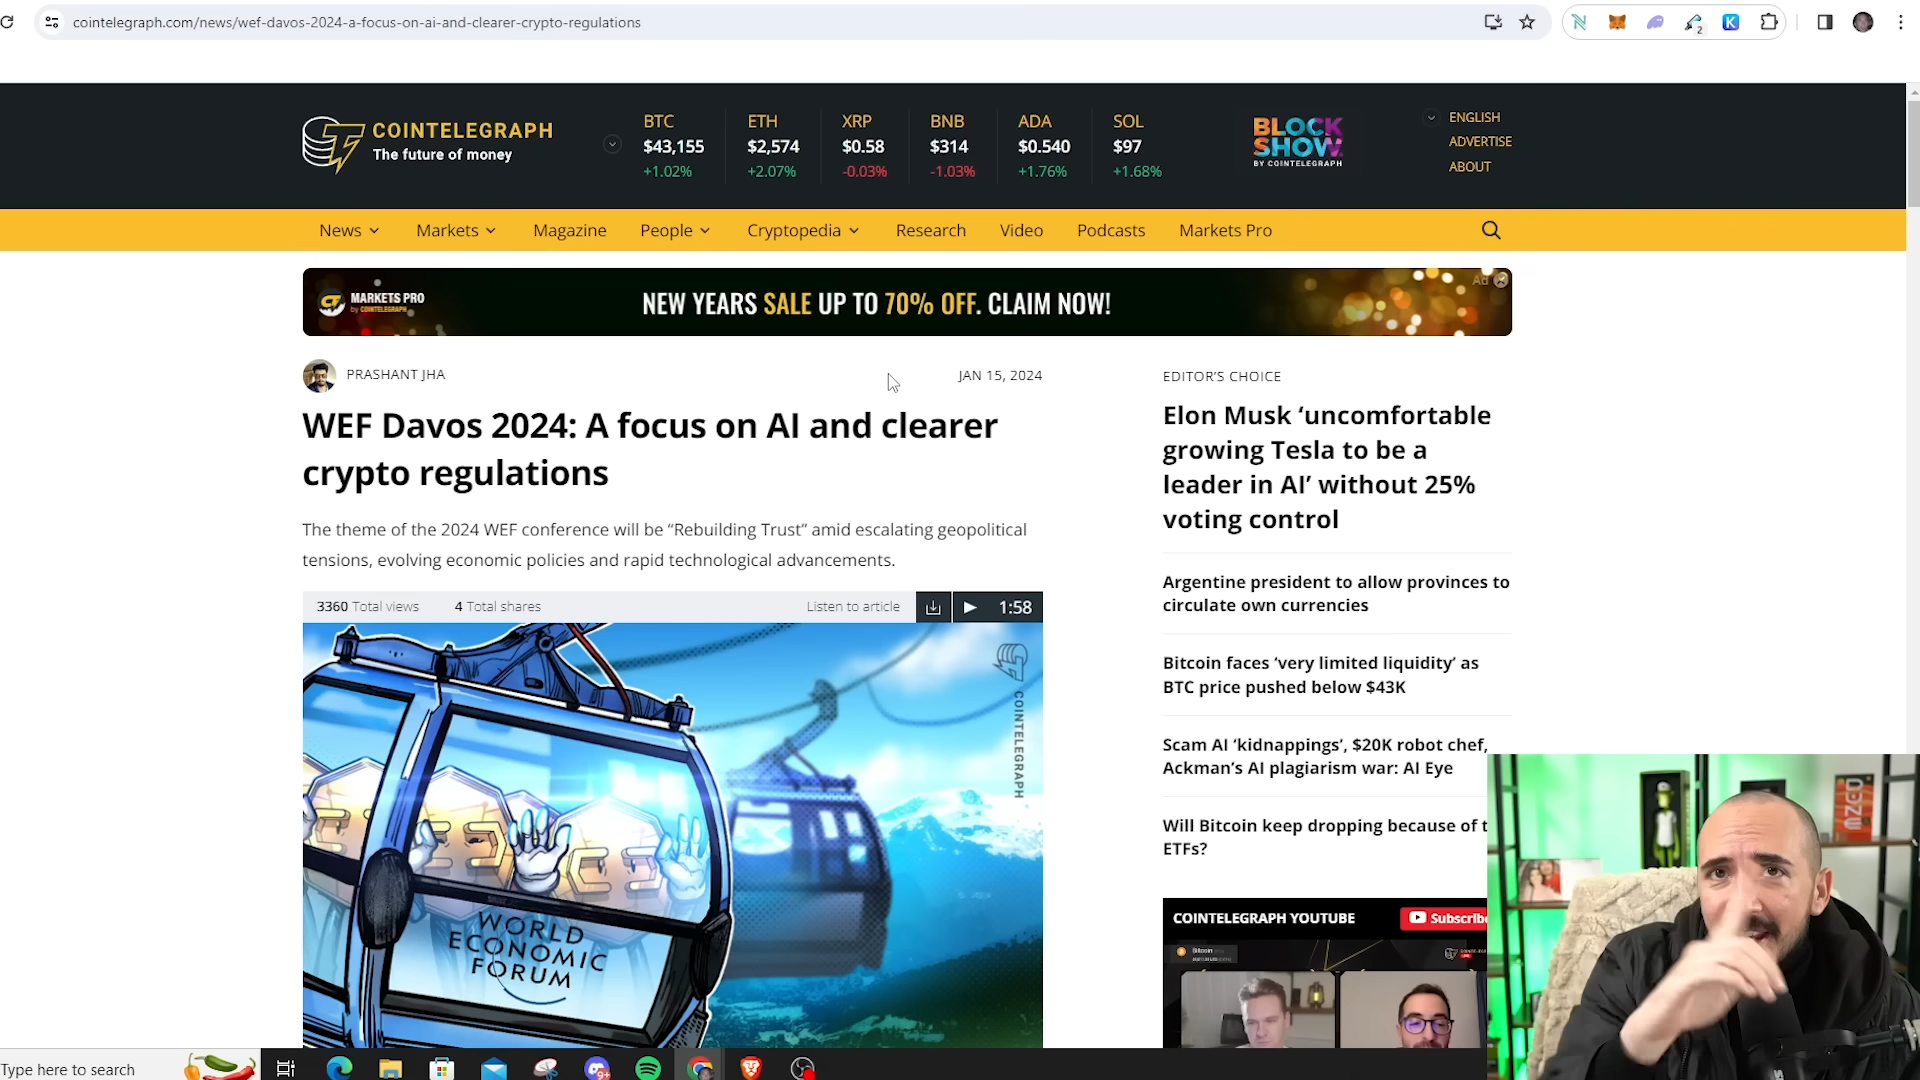 cointelegraph.com/news/wef-davos-2024-a-focus-on-ai-and-clearer-crypto-regulations
2
COINTELEGRAPH
The future of money
BTC
$43,155
+1.02%
ETH
$2,574
+2.07%
XRP
$0.58
-0.03%
BNB
$314
-1.03%
ADA
$0.540
+1.76%
SOL
$97
+1.68%
BLOCK
SHOW.
BY COINTELEGRAPH
ENGLISH
ADVERTISE
ABOUT
News
Markets
Magazine
People
Cryptopedia
Research
Video
Podcasts
Markets Pro
MARKETS PRO
by COINTELEGRAPH
NEW YEARS SALE UP TO 70% OFF. CLAIM NOW!
Ad
PRASHANT JHA
JAN 15, 2024
WEF Davos 2024: A focus on AI and clearer
crypto regulations
The theme of the 2024 WEF conference will be “Rebuilding Trust” amid escalating geopolitical
tensions, evolving economic policies and rapid technological advancements.
3360 Total views
4 Total shares
Listen to article
1:58
COINTELEGRAPH
WORLD
ECONOMIC
FORUM
EDITOR’S CHOICE
Elon Musk ‘uncomfortable
growing Tesla to be a
leader in AI’ without 25%
voting control
Argentine president to allow provinces to
circulate own currencies
Bitcoin faces ‘very limited liquidity’ as
BTC price pushed below $43K
Scam AI ‘kidnappings’, $20K robot chef,
Ackman’s AI plagiarism war: AI Eye
Will Bitcoin keep dropping because of t
ETFs?
COINTELEGRAPH YOUTUBE
Subscribe
Bitcoin
Type here to search
9+